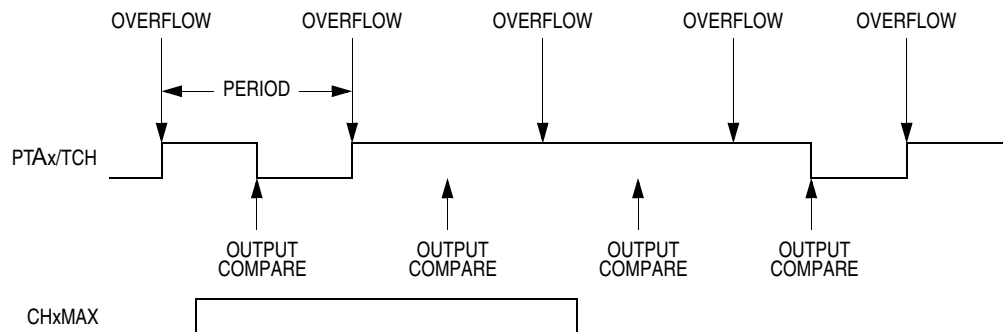 OVERFLOW
OVERFLOW
OVERFLOW
OVERFLOW
OVERFLOW
PERIOD
PTAx/TCH
OUTPUT
COMPARE
OUTPUT
COMPARE
OUTPUT
COMPARE
OUTPUT
COMPARE
CHxMAX